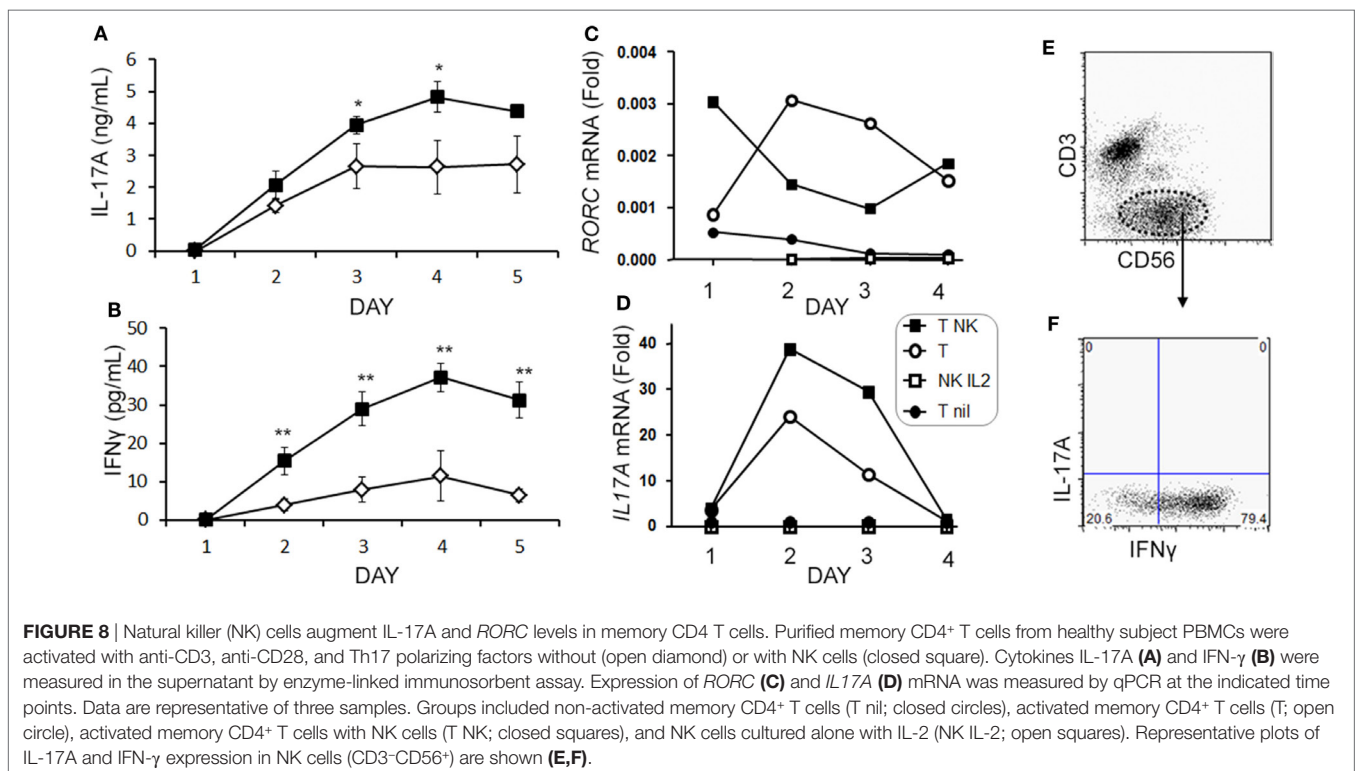 A
IL-17A (ng/mL)
6
5
4
3
2
1
0
*
*
1 2 3 4 5
DAY
B
IFNγ (pg/mL)
50
40
30
20
10
0
**
**
**
**
1 2 3 4 5
DAY
C
RORC mRNA (Fold)
0.004
0.003
0.002
0.001
0.000
1 2 3 4
DAY
D
IL17A mRNA (Fold)
40
30
20
10
0
T NK
T
NK IL2
T nil
1 2 3 4
DAY
E
CD3
CD56
F
0 0
IL-17A
20.6 79.4
IFNγ
FIGURE 8 | Natural killer (NK) cells augment IL-17A and RORC levels in memory CD4 T cells. Purified memory CD4⁺ T cells from healthy subject PBMCs were
activated with anti-CD3, anti-CD28, and Th17 polarizing factors without (open diamond) or with NK cells (closed square). Cytokines IL-17A (A) and IFN-γ (B) were
measured in the supernatant by enzyme-linked immunosorbent assay. Expression of RORC (C) and IL17A (D) mRNA was measured by qPCR at the indicated time
points. Data are representative of three samples. Groups included non-activated memory CD4⁺ T cells (T nil; closed circles), activated memory CD4⁺ T cells (T; open
circle), activated memory CD4⁺ T cells with NK cells (T NK; closed squares), and NK cells cultured alone with IL-2 (NK IL-2; open squares). Representative plots of
IL-17A and IFN-γ expression in NK cells (CD3⁻CD56⁺) are shown (E,F).